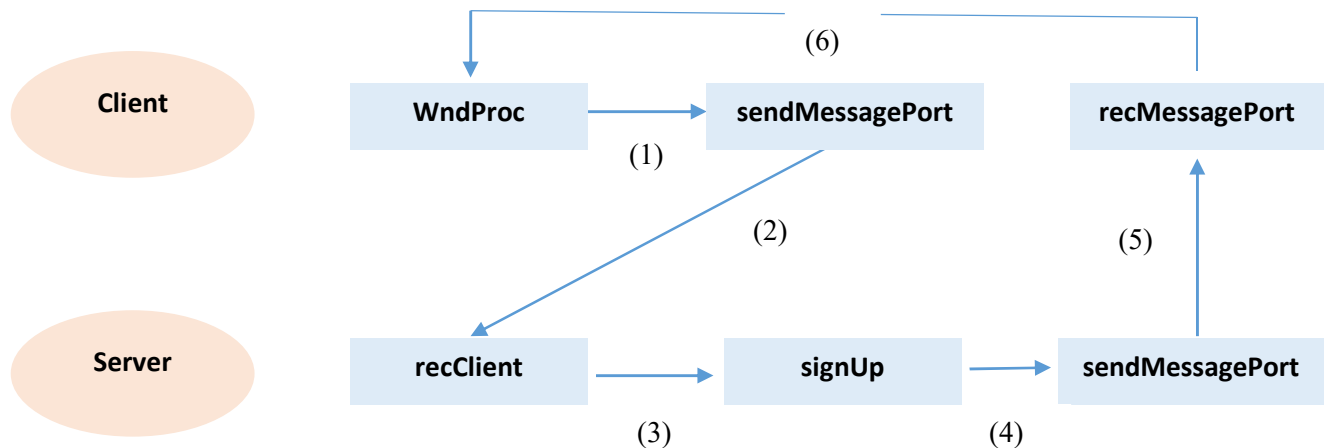 (6)
Client
WndProc
sendMessagePort
recMessagePort
(1)
(2)
(5)
Server
recClient
signUp
sendMessagePort
(3)
(4)